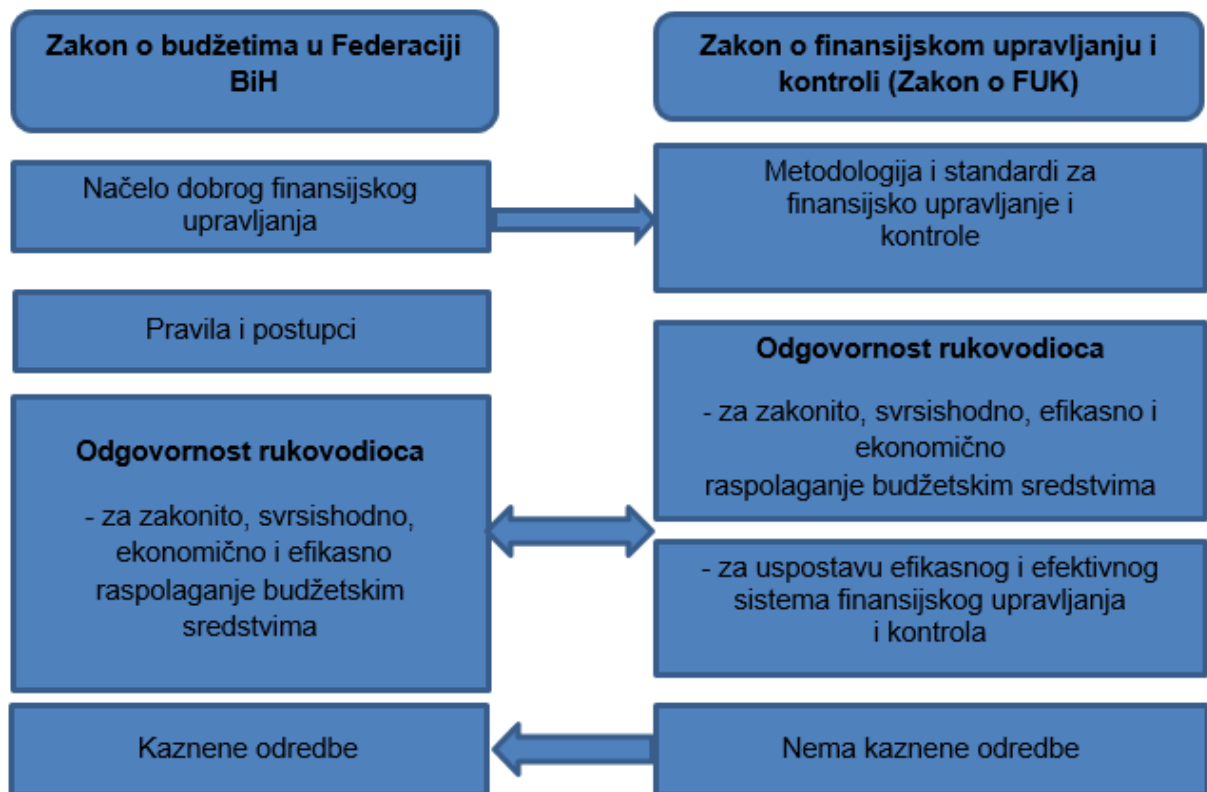 Zakon o budžetima u Federaciji
BiH
Načelo dobrog finansijskog
upravljanja
Pravila i postupci
Odgovornost rukovodioca
- za zakonito, svrsishodno,
ekonomično i efikasno
raspolaganje budžetskim
sredstvima
Kaznene odredbe
Zakon o finansijskom upravljanju i
kontroli (Zakon o FUK)
Metodologija i standardi za
finansijsko upravljanje i
kontrole
Odgovornost rukovodioca
- za zakonito, svrsishodno, efikasno i
ekonomično
raspolaganje budžetskim sredstvima
- za uspostavu efikasnog i efektivnog
sistema finansijskog upravljanja
i kontrola
Nema kaznene odredbe